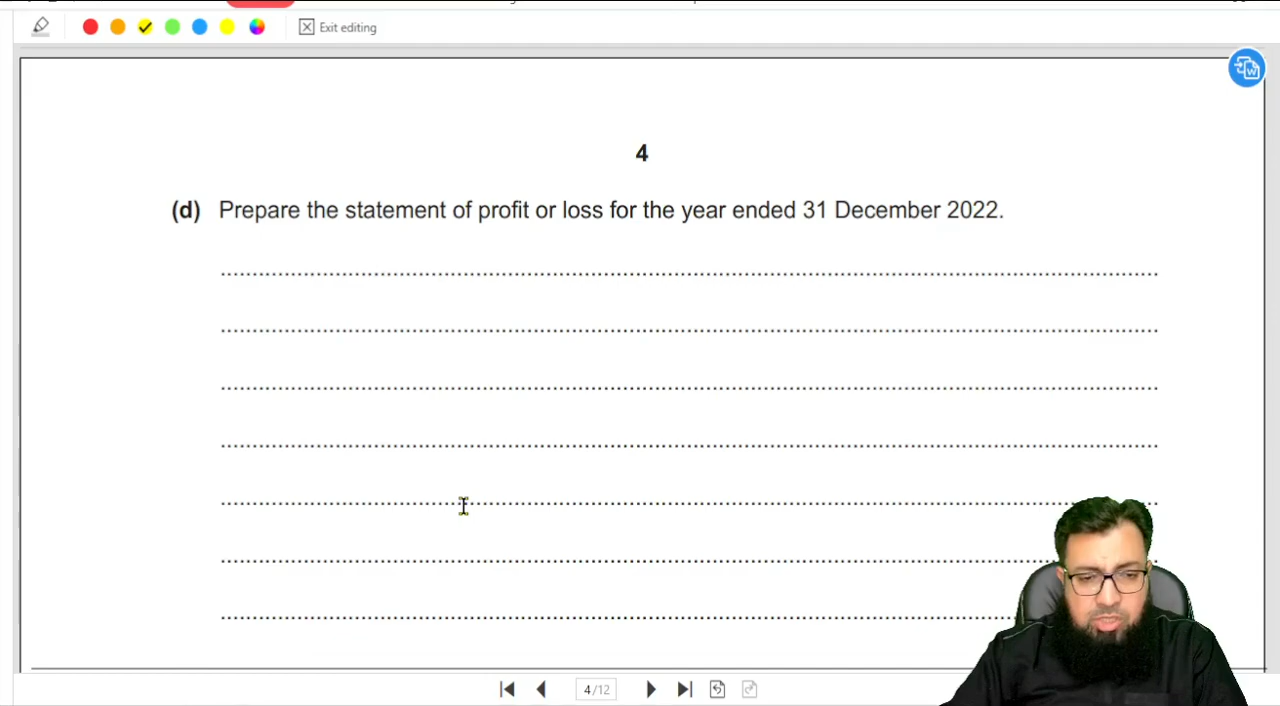 Exit editing
4
(d) Prepare the statement of profit or loss for the year ended 31 December 2022.
4/12